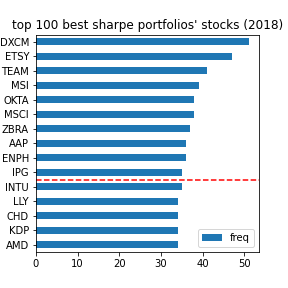 top 100 best sharpe portfolios' stocks (2018)
DXCM
ETSY
TEAM
MSI
OKTA
MSCI
ZBRA
AAP
ENPH
IPG
INTU
LLY
CHD
KDP
AMD
freq
0 10 20 30 40 50